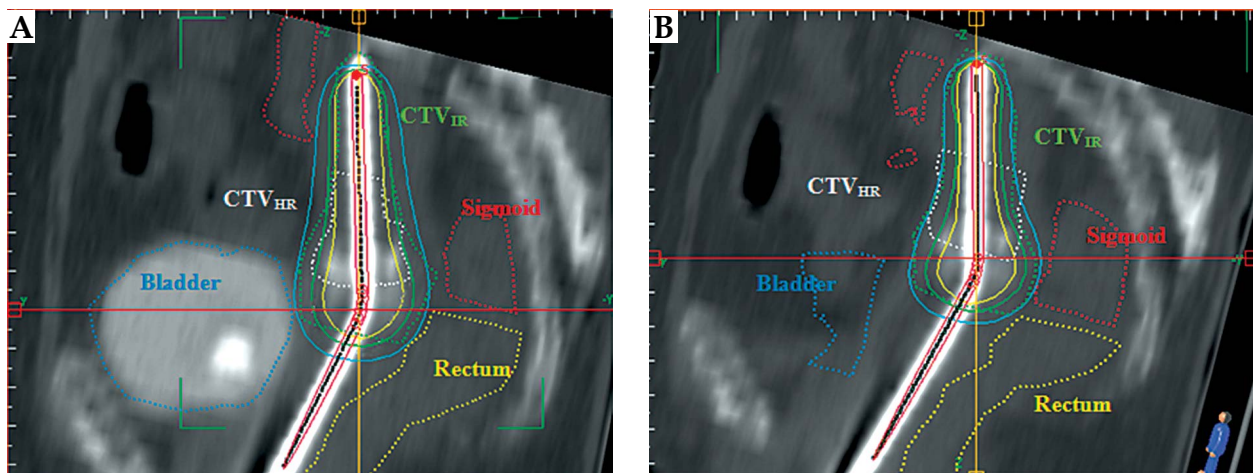 A
-Z
S
CTV_IR
CTV_HR
Sigmoid
Bladder
y
-Y
Rectum
B
-Z
CTV_IR
CTV_HR
Sigmoid
Bladder
y
-Y
Rectum
z